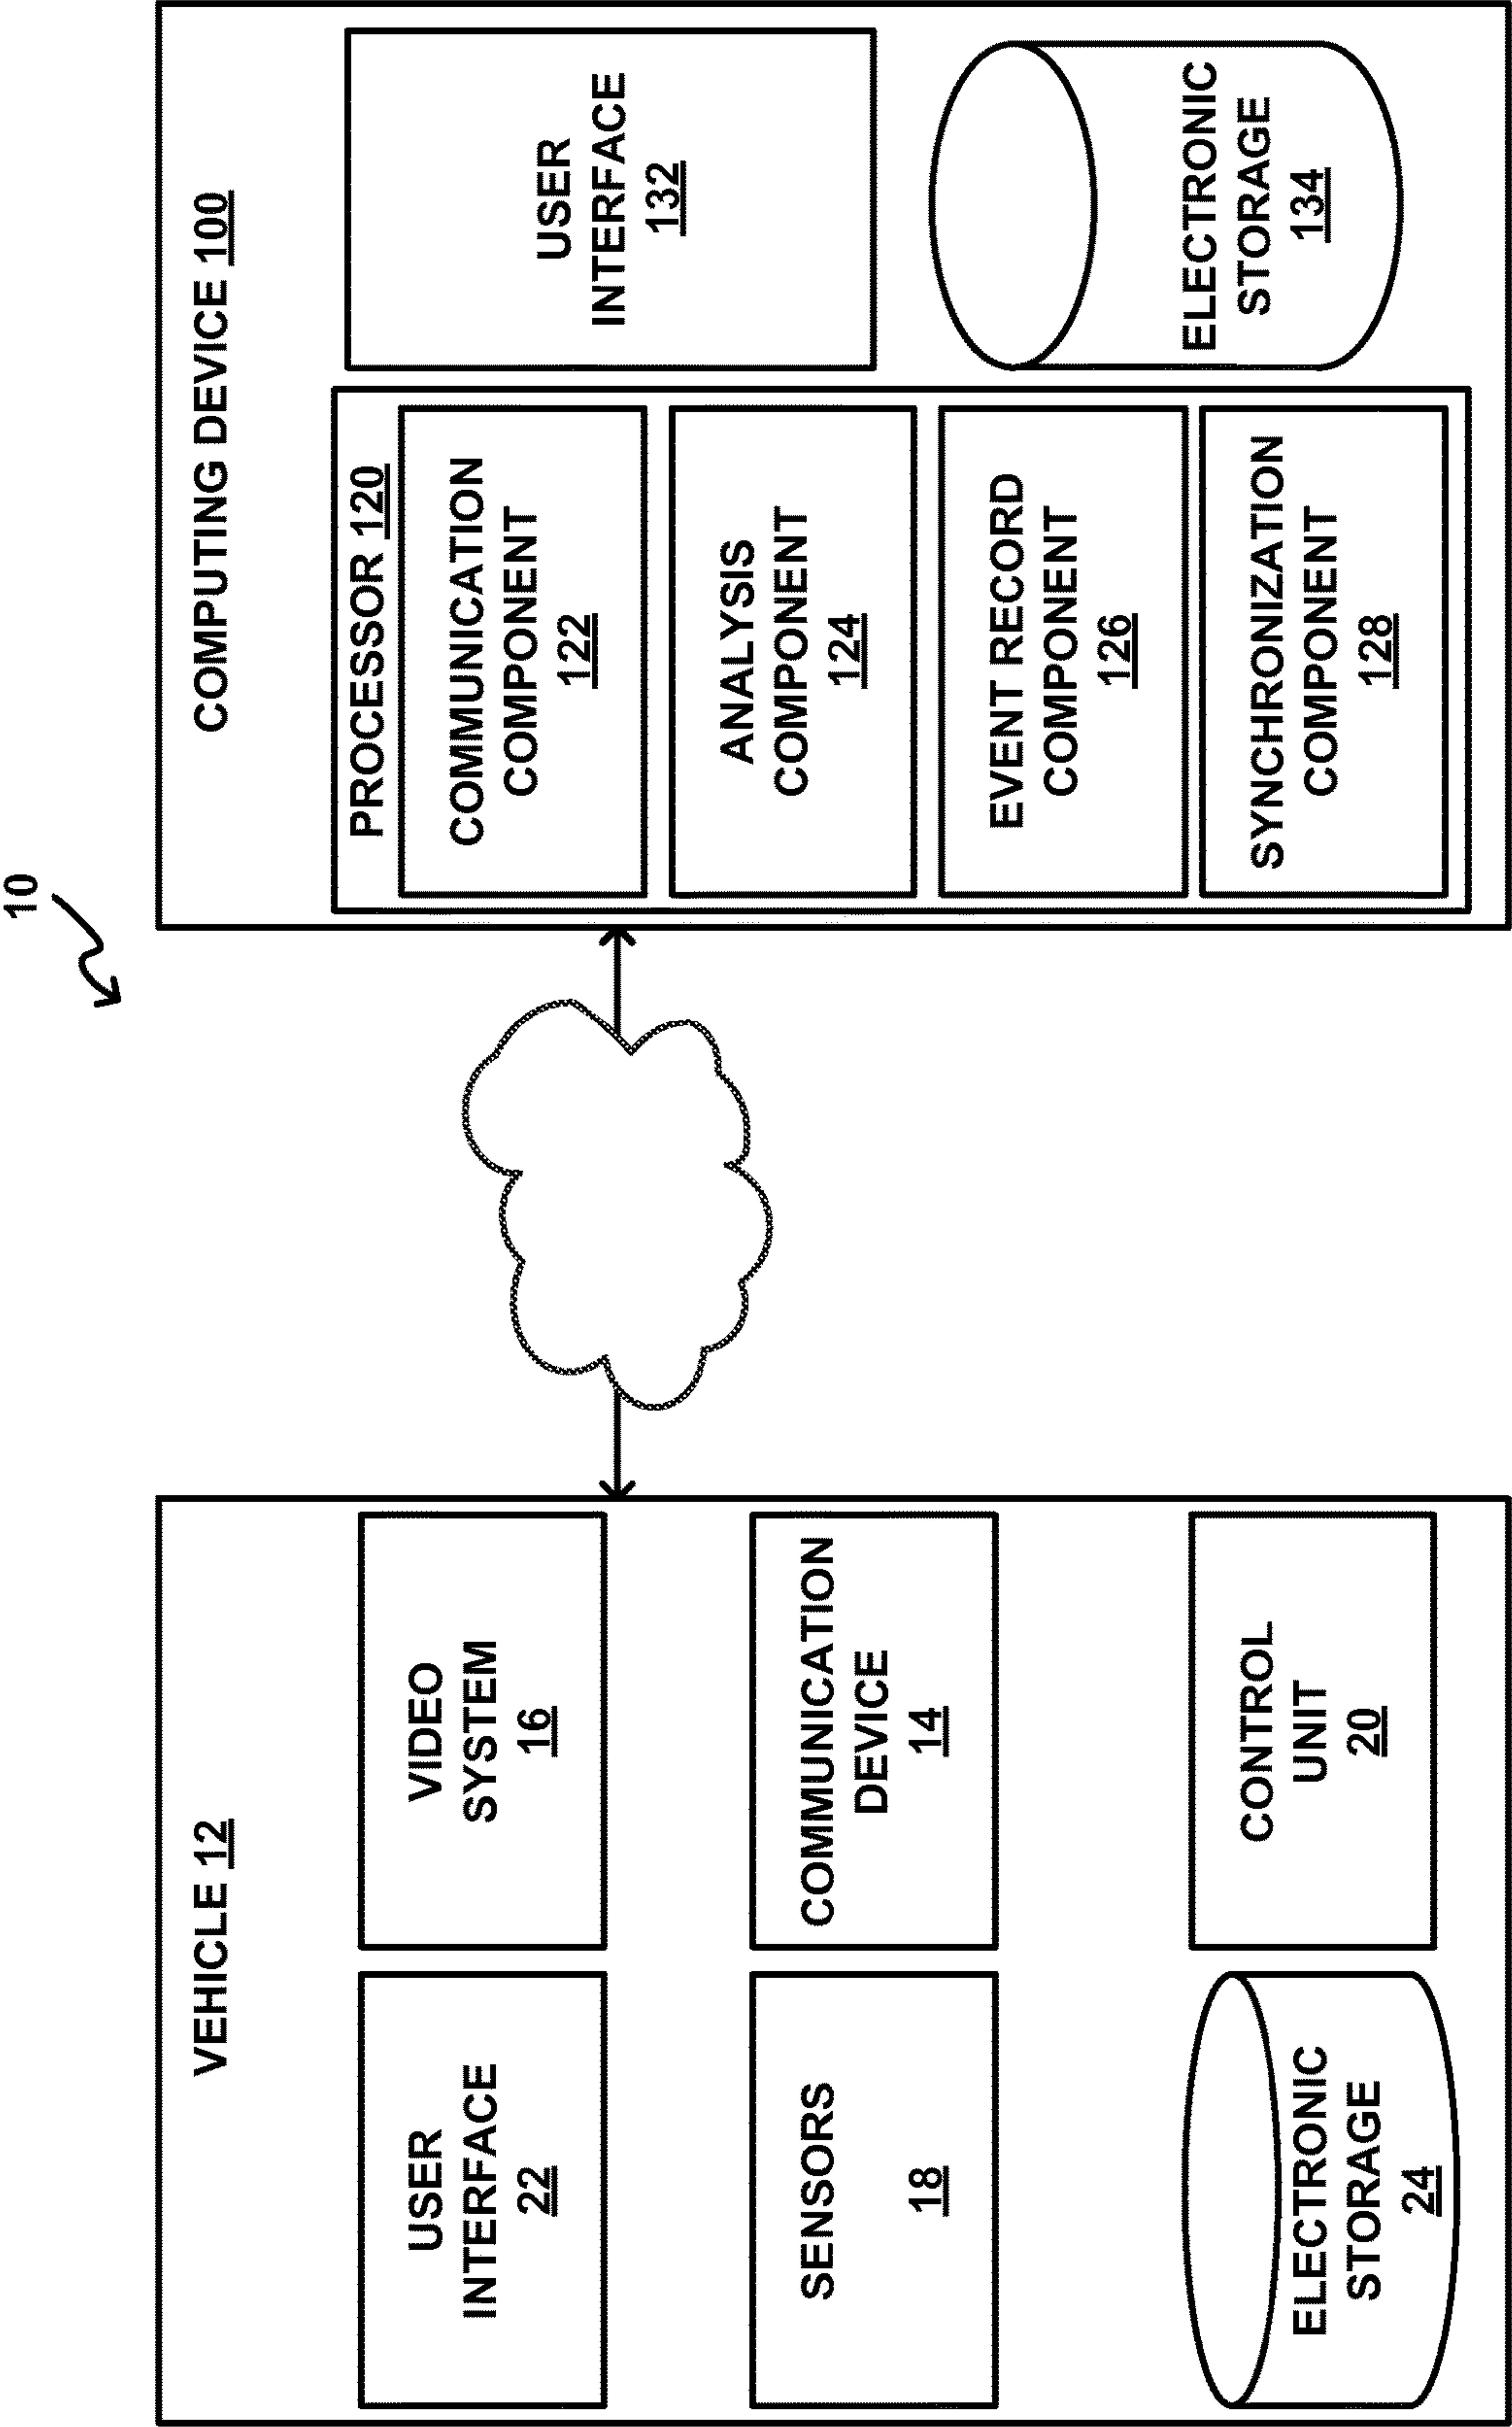 10
VEHICLE 12
USER
INTERFACE
22
VIDEO
SYSTEM
16
SENSORS
18
COMMUNICATION
DEVICE
14
ELECTRONIC
STORAGE
24
CONTROL
UNIT
20
COMPUTING DEVICE 100
PROCESSOR 120
COMMUNICATION
COMPONENT
122
ANALYSIS
COMPONENT
124
EVENT RECORD
COMPONENT
126
SYNCHRONIZATION
COMPONENT
128
USER
INTERFACE
132
ELECTRONIC
STORAGE
134